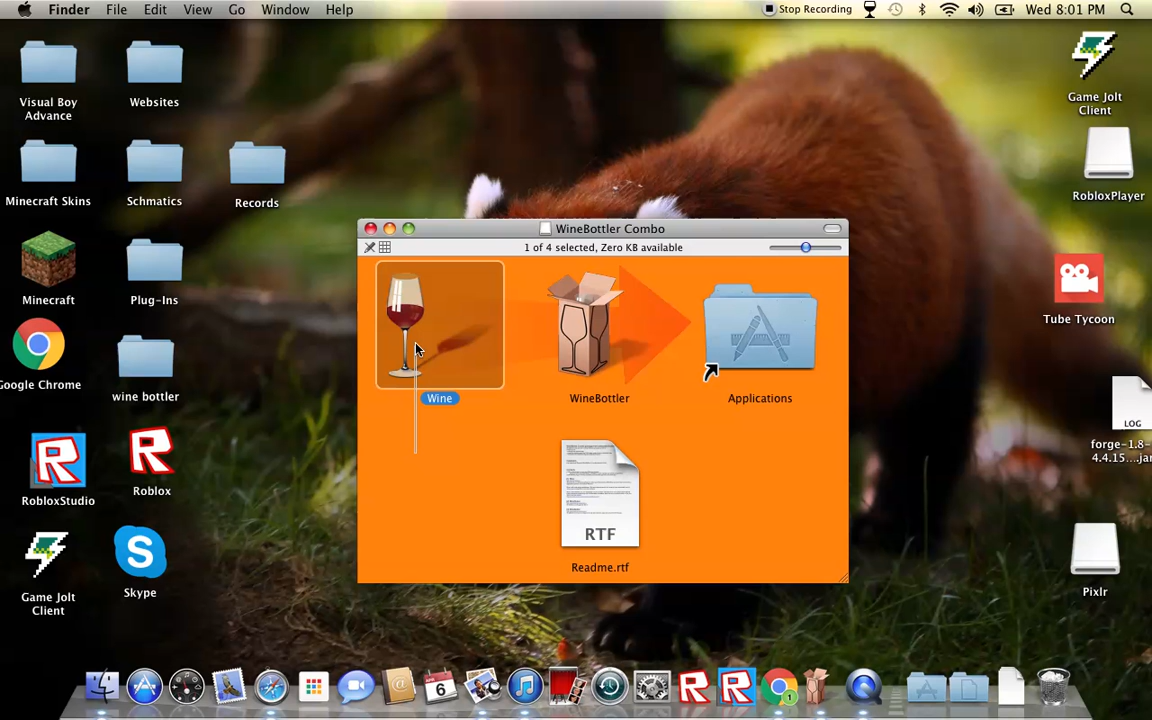 Finder File Edit View Go Window Help
Stop Recording
Wed 8:01 PM
Visual Boy
Advance
Websites
Game Jolt
Client
Minecraft Skins
Schmatics
Records
RobloxPlayer
WineBottler Combo
1 of 4 selected, Zero KB available
Minecraft
Plug-Ins
Tube Tycoon
Google Chrome
wine bottler
Wine
WineBottler
Applications
LOG
forge-1.8-
4.4.15....jar
RobloxStudio
Roblox
RTF
Readme.rtf
Game Jolt
Client
Skype
Pixlr
6
1